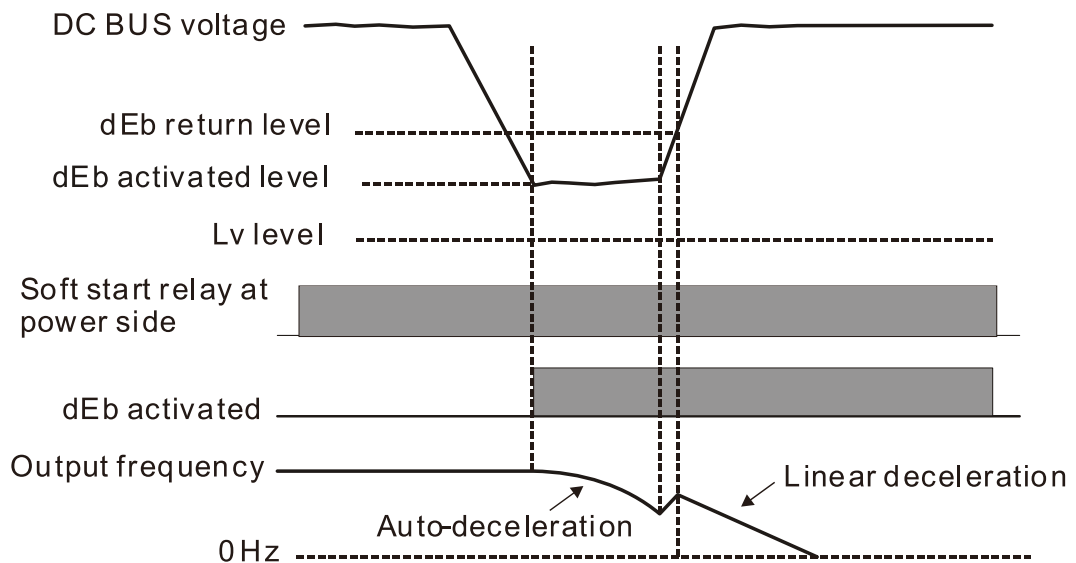 DC BUS voltage
dEb return level
dEb activated level
Lv level
Soft start relay at
power side
dEb activated
Output frequency
Linear deceleration
Auto-deceleration
0Hz